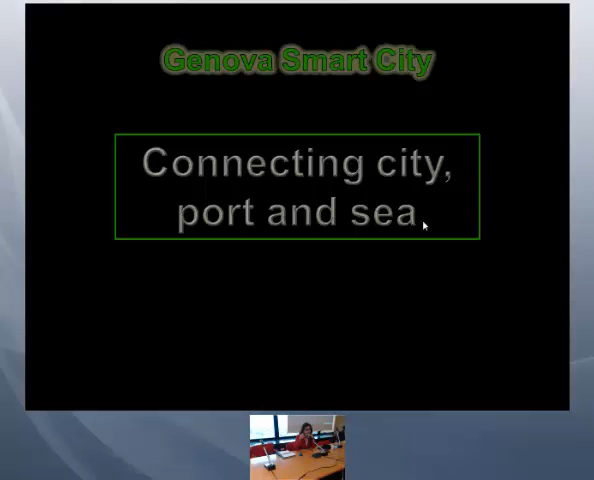 Genova Smart City
Connecting city,
port and sea